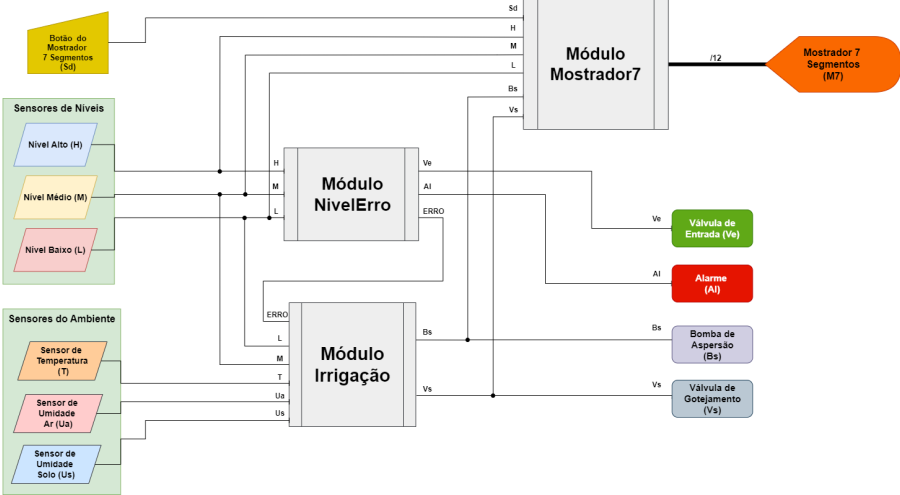 Botão do
Mostrador
7 Segmentos
(Sd)
Sd
H
M
L
Bs
Vs
Módulo
Mostrador7
/12
Mostrador 7
Segmentos
(M7)
Sensores de Níveis
Nível Alto (H)
Nível Médio (M)
Nível Baixo (L)
H
M
L
Módulo
NivelErro
Ve
Al
ERRO
Ve
Válvula de
Entrada (Ve)
Al
Alarme
(Al)
Sensores do Ambiente
Sensor de
Temperatura
(T)
Sensor de
Umidade
Ar (Ua)
Sensor de
Umidade
Solo (Us)
ERRO
L
M
T
Ua
Us
Módulo
Irrigação
Bs
Vs
Bs
Bomba de
Aspersão
(Bs)
Vs
Válvula de
Gotejamento
(Vs)